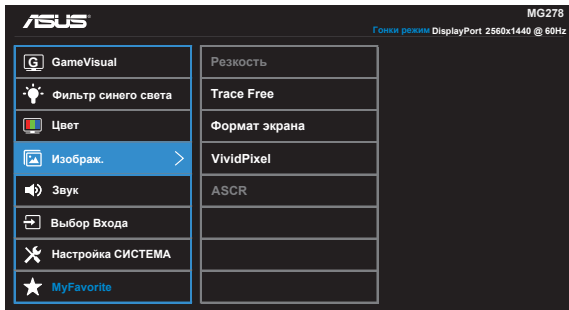 ASUS
MG278
Гонки режим DisplayPort 2560x1440 @ 60Hz
G GameVisual
Фильтр синего света
Цвет
Изображ.
Звук
Выбор Входа
Настройка СИСТЕМА
MyFavorite
Резкость
Trace Free
Формат экрана
VividPixel
ASCR